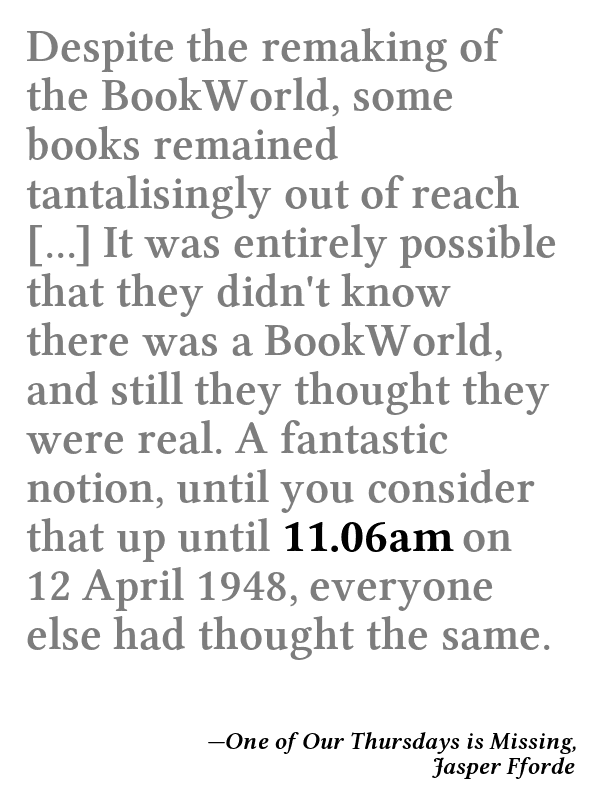 Despite the remaking of
the BookWorld, some
books remained
tantalisingly out of reach
[...] It was entirely possible
that they didn't know
there was a BookWorld,
and still they thought they
were real. A fantastic
notion, until you consider
that up until 11.06am on
12 April 1948, everyone
else had thought the same.
—One of Our Thursdays is Missing,
Jasper Fforde